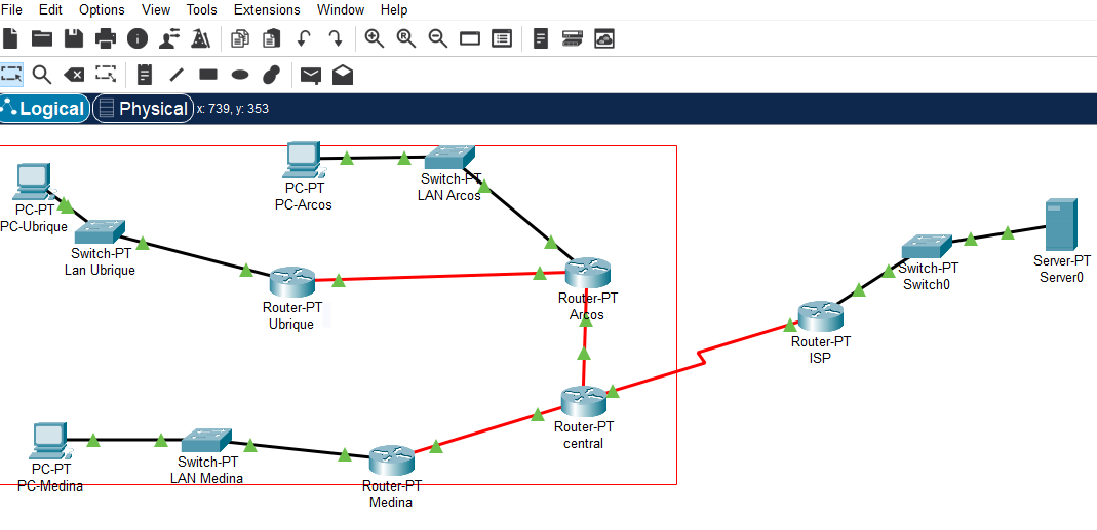 File Edit Options View Tools Extensions Window Help
Logical Physical x: 739, y: 353
PC-PT
PC-Arcos
Switch-PT
LAN Arcos
PC-PT
PC-Ubrique
Switch-PT
Lan Ubrique
Router-PT
Ubrique
Router-PT
Arcos
Switch-PT
Switch0
Server-PT
Server0
Router-PT
ISP
Router-PT
central
PC-PT
PC-Medina
Switch-PT
LAN Medina
Router-PT
Medina